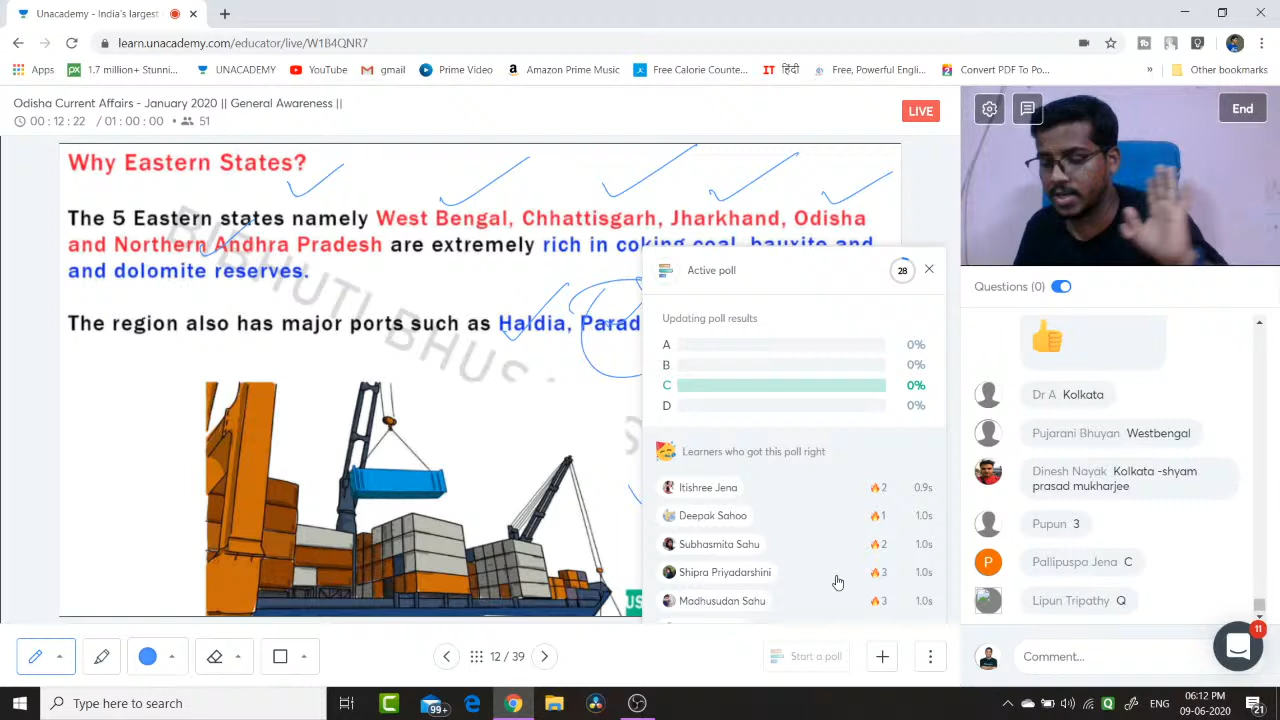 Unacademy - India's largest
learn.unacademy.com/educator/live/W1B4QNR7
Apps
1.7 million+ Stunni...
UNACADEMY
YouTube
gmail
Prime Video
Amazon Prime Music
Free Calorie Counte...
IT हिंदी
Free, Powerful Engli...
Convert PDF To Po...
»
Other bookmarks
Odisha Current Affairs - January 2020 || General Awareness ||
00 : 12 : 22 / 01 : 00 : 00 • 51
LIVE
End
Why Eastern States?
The 5 Eastern states namely West Bengal, Chhattisgarh, Jharkhand, Odisha
and Northern Andhra Pradesh are extremely rich in coking coal, bauxite and
and dolomite reserves.
The region also has major ports such as Haldia, Parad
BIBHUTI BHUS
US
Active poll
28
Updating poll results
A 0%
B 0%
C 0%
D 0%
Learners who got this poll right
Itishree Jena 2 0.9s
Deepak Sahoo 1 1.0s
Subhasmita Sahu 2 1.0s
Shipra Priyadarshini 3 1.0s
Madhusudan Sahu 3 1.0s
Questions (0)
Dr A Kolkata
Pujarani Bhuyan Westbengal
Dinesh Nayak Kolkata -shyam
prasad mukharjee
Pupun 3
P
Pallipuspa Jena C
Lipun Tripathy Q
12 / 39
Start a poll
Comment...
11
Type here to search
99+
ENG
06:12 PM
09-06-2020
21